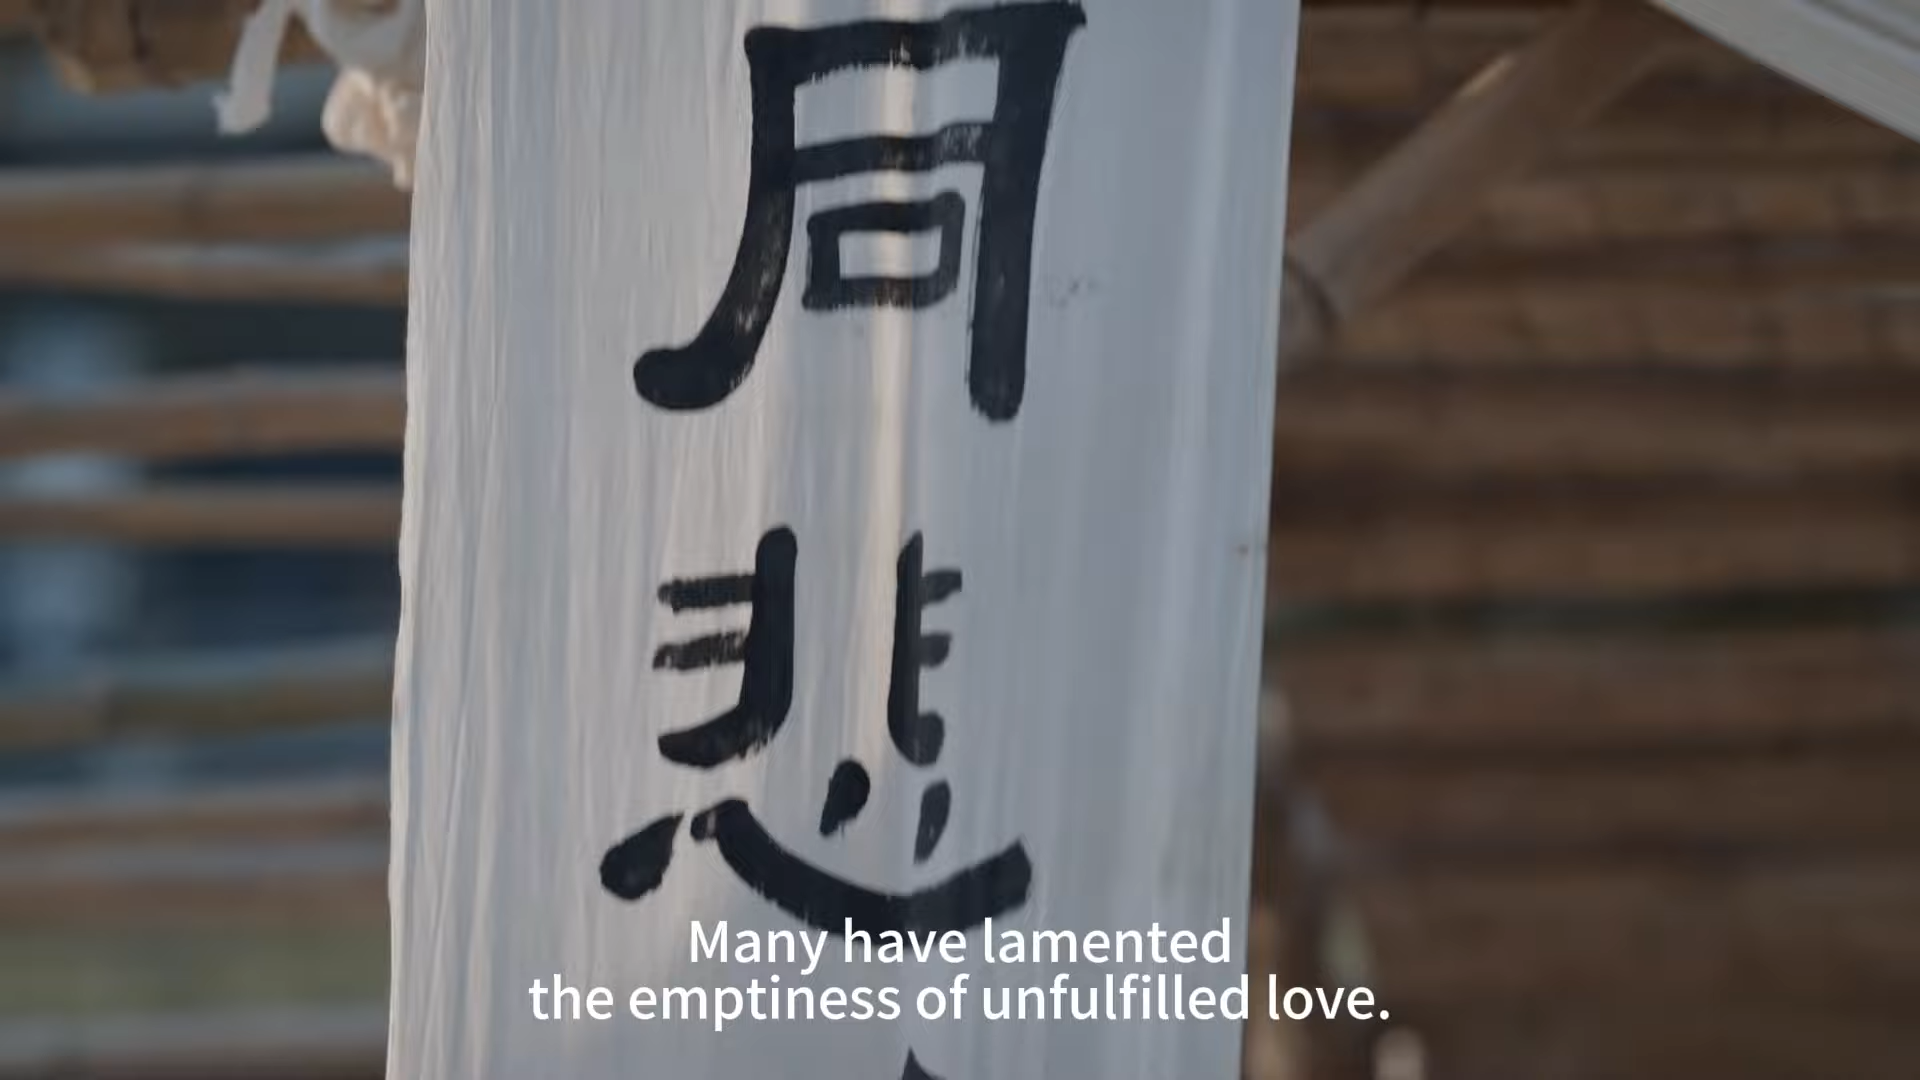 同
悲
Many have lamented
the emptiness of unfulfilled love.